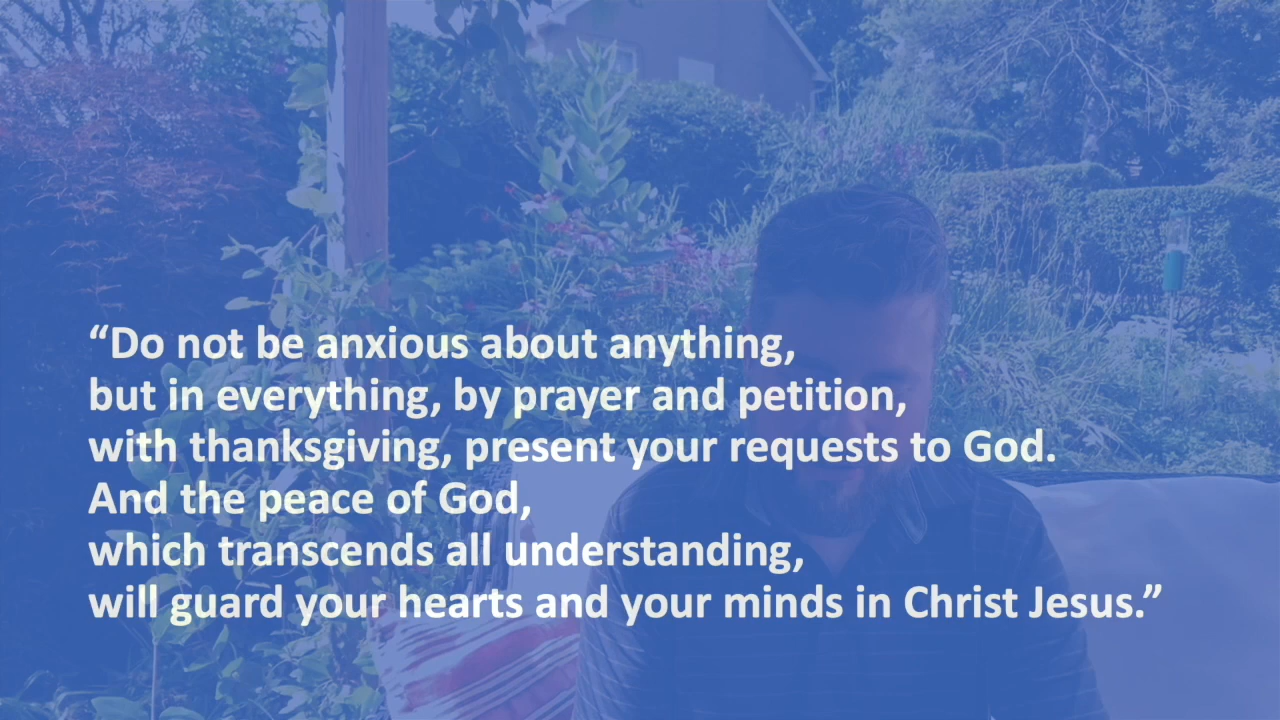 “Do not be anxious about anything,
but in everything, by prayer and petition,
with thanksgiving, present your requests to God.
And the peace of God,
which transcends all understanding,
will guard your hearts and your minds in Christ Jesus.”